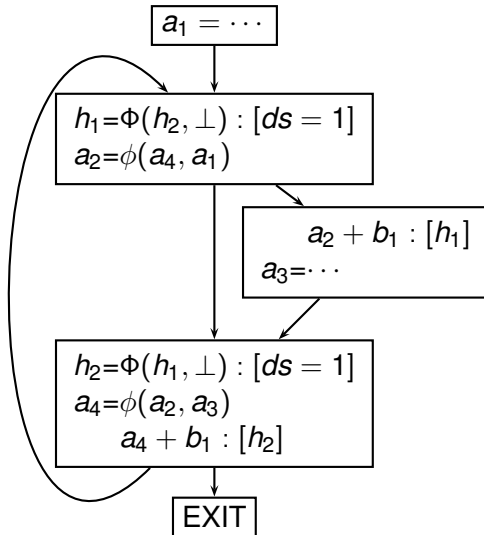 a₁ = ⋯
h₁=Φ(h₂, ⊥) : [ds = 1]
a₂=ϕ(a₄, a₁)
a₂ + b₁ : [h₁]
a₃=⋯
h₂=Φ(h₁, ⊥) : [ds = 1]
a₄=ϕ(a₂, a₃)
a₄ + b₁ : [h₂]
EXIT